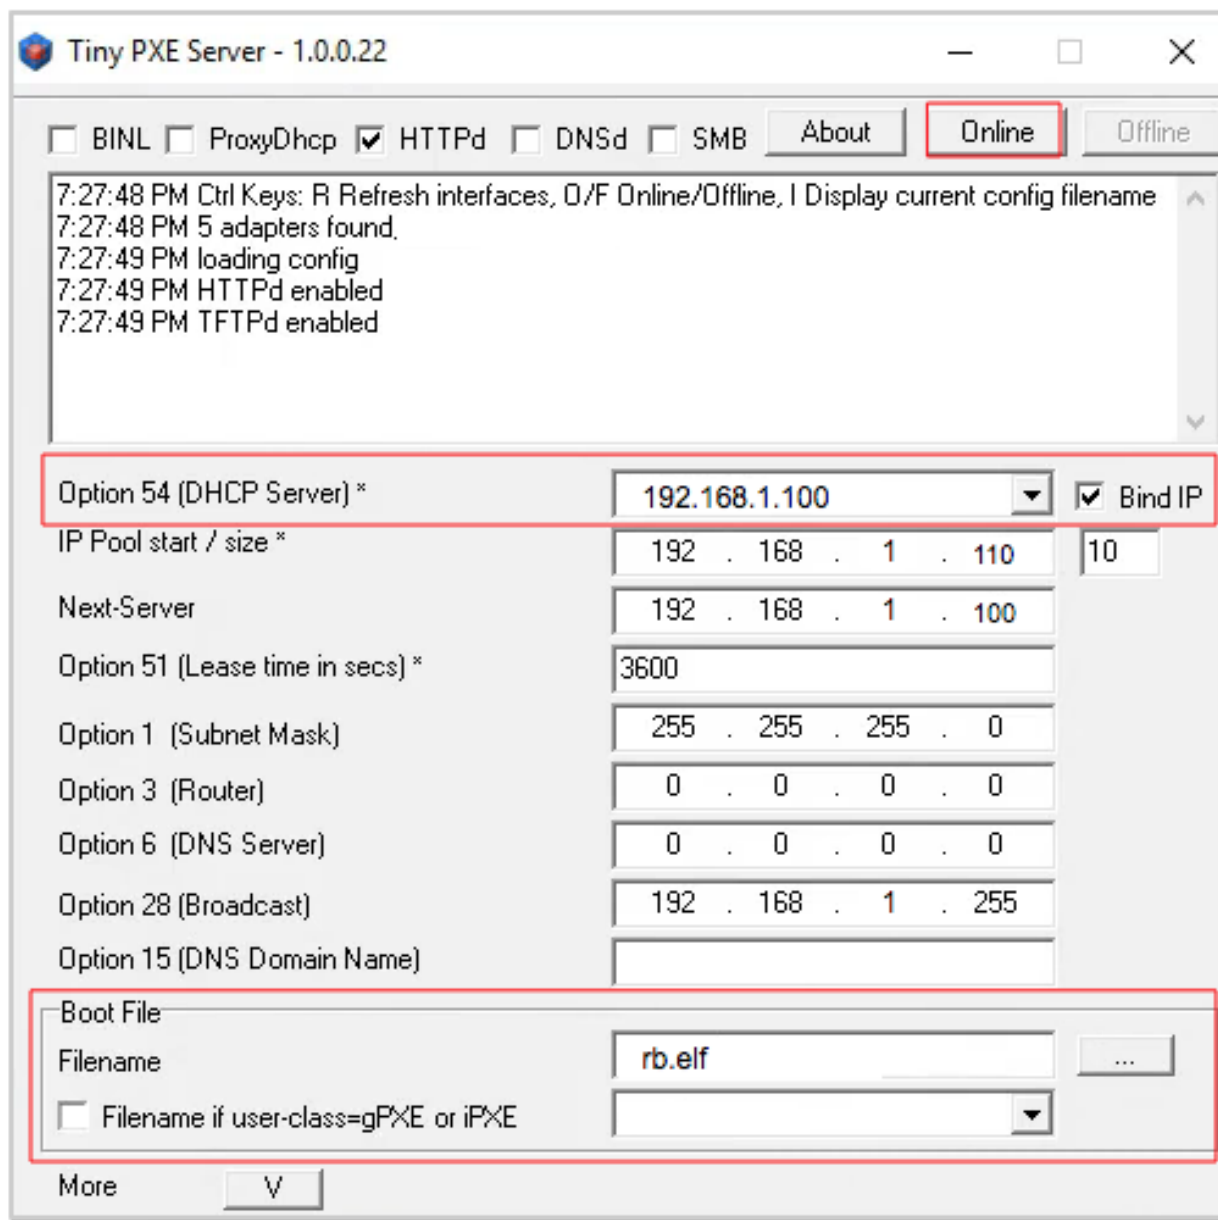 Tiny PXE Server - 1.0.0.22
BINL ProxyDhcp HTTPd DNSd SMB About Online Offline
7:27:48 PM Ctrl Keys: R Refresh interfaces, O/F Online/Offline, I Display current config filename
7:27:48 PM 5 adapters found.
7:27:49 PM loading config
7:27:49 PM HTTPd enabled
7:27:49 PM TFTPd enabled
Option 54 (DHCP Server) * 192.168.1.100 Bind IP
IP Pool start / size * 192 . 168 . 1 . 110 10
Next-Server 192 . 168 . 1 . 100
Option 51 (Lease time in secs) * 3600
Option 1 (Subnet Mask) 255 . 255 . 255 . 0
Option 3 (Router) 0 . 0 . 0 . 0
Option 6 (DNS Server) 0 . 0 . 0 . 0
Option 28 (Broadcast) 192 . 168 . 1 . 255
Option 15 (DNS Domain Name)
Boot File
Filename rb.elf ...
Filename if user-class=gPXE or iPXE
More V